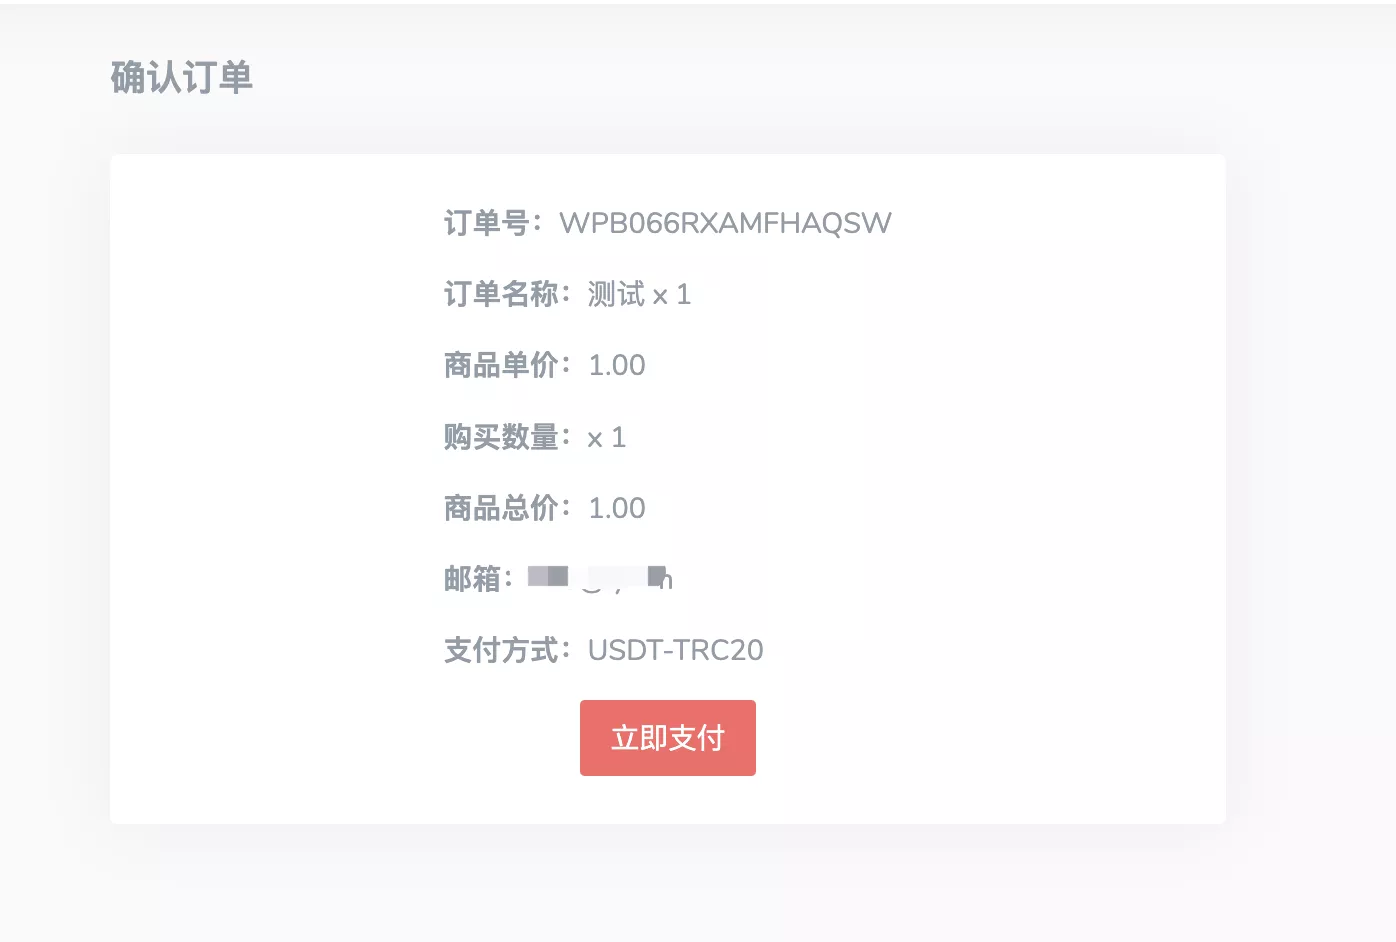 确认订单
订单号：WPB066RXAMFHAQSW
订单名称：测试 x 1
商品单价：1.00
购买数量：x 1
商品总价：1.00
邮箱：
支付方式：USDT-TRC20
立即支付